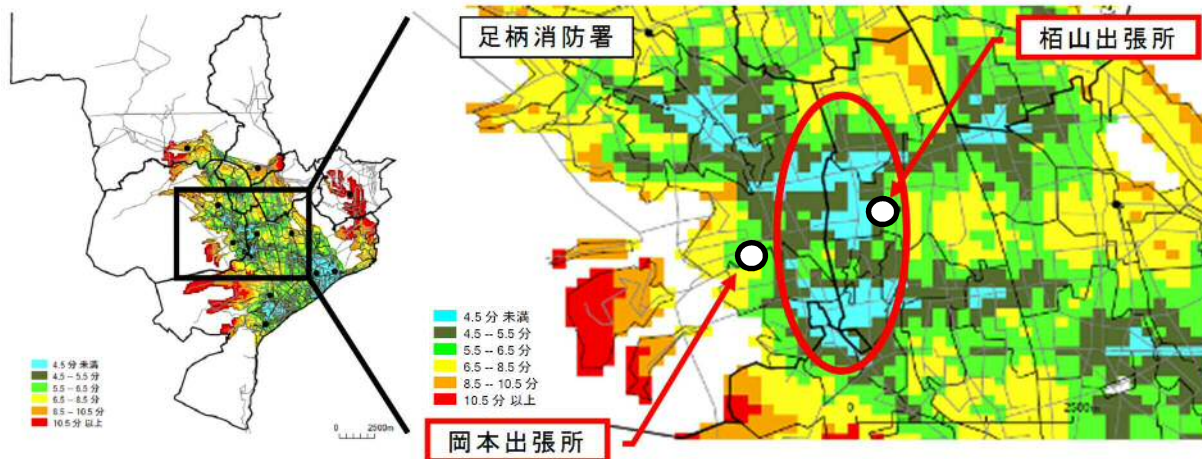 足柄消防署
栢山出張所
4.5分 未満
4.5 -- 5.5 分
5.5 -- 6.5 分
6.5 -- 8.5 分
8.5 -- 10.5 分
10.5 分 以上
0
2500m
4.5分 未満
4.5 -- 5.5 分
5.5 -- 6.5 分
6.5 -- 8.5 分
8.5 -- 10.5 分
10.5 分 以上
0
2500m
岡本出張所